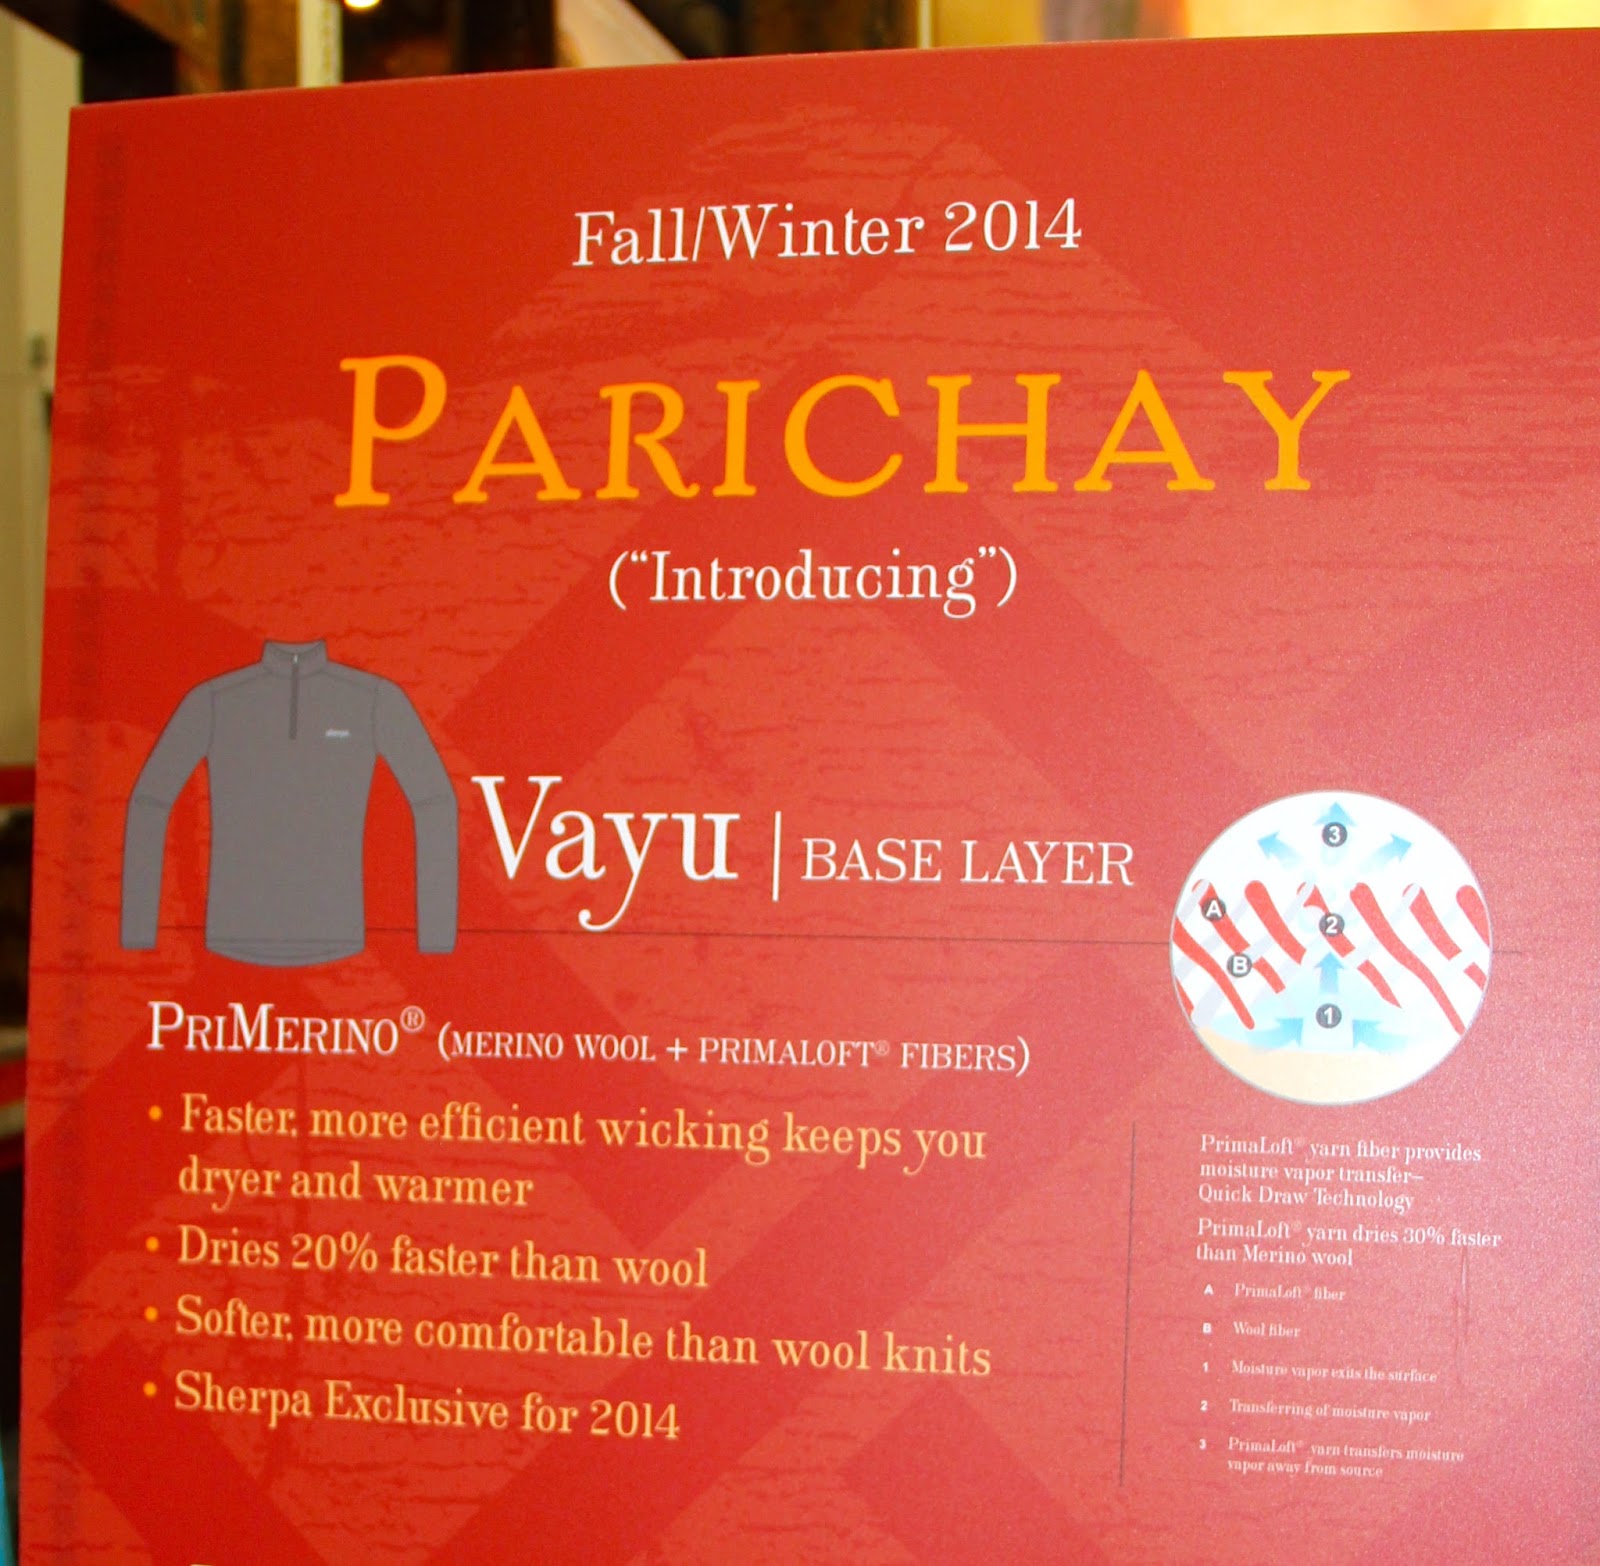 Fall/Winter 2014
PARICHAY
(“Introducing”)
Vayu | BASE LAYER
PRIMERINO® (MERINO WOOL + PRIMALOFT® FIBERS)
• Faster, more efficient wicking keeps you
dryer and warmer
• Dries 20% faster than wool
• Softer, more comfortable than wool knits
• Sherpa Exclusive for 2014
3
A
2
B
1
PrimaLoft® yarn fiber provides
moisture vapor transfer–
Quick Draw Technology
PrimaLoft® yarn dries 30% faster
than Merino wool
A PrimaLoft® fiber
B Wool fiber
1 Moisture vapor exits the surface
2 Transferring of moisture vapor
3 PrimaLoft® yarn transfers moisture
vapor away from source